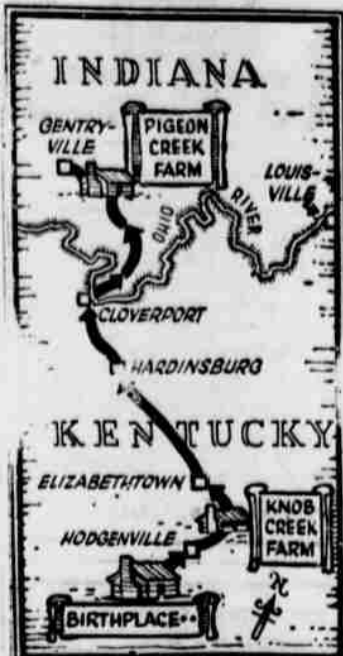 INDIANA
GENTRY-
VILLE
PIGEON
CREEK
FARM
LOUIS-
VILLE
OHIO
RIVER
CLOVERPORT
HARDINSBURG
KENTUCKY
ELIZABETHTOWN
KNOB
CREEK
FARM
HODGENVILLE
N
BIRTHPLACE••